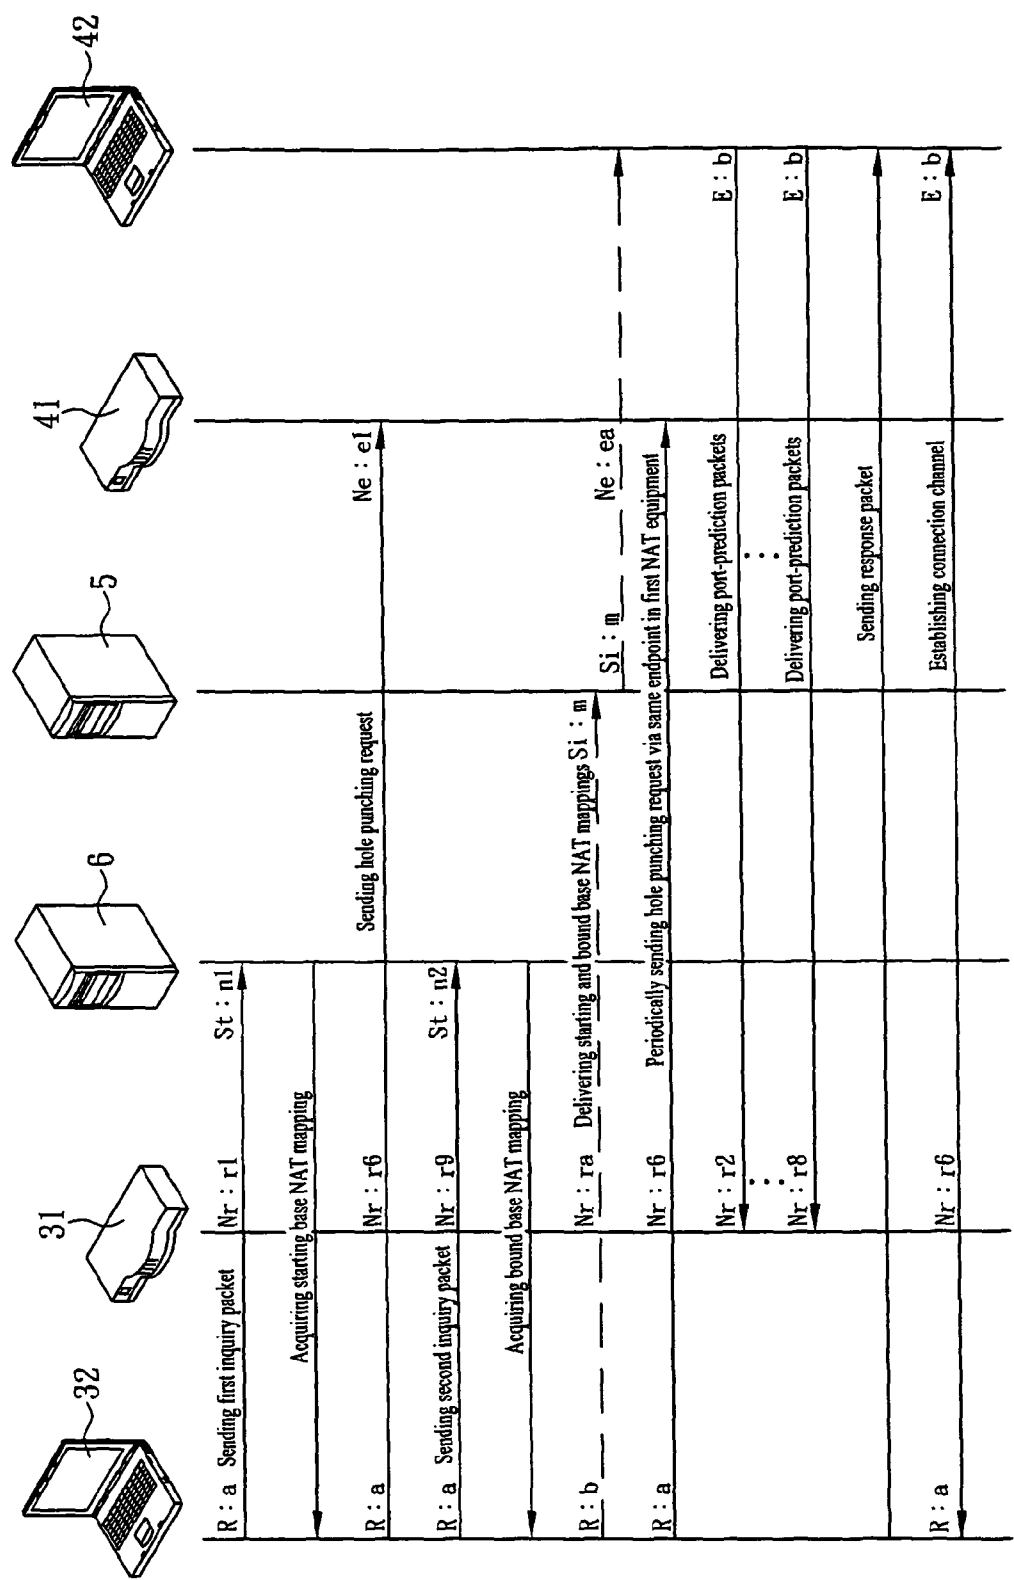 32
31
6
5
41
42
R：a Sending first inquiry packet Nr：r1 St：n1
Acquiring starting base NAT mapping
R：a Nr：r6 Sending hole punching request Ne：e1
R：a Sending second inquiry packet Nr：r9 St：n2
Acquiring bound base NAT mapping
R：b Nr：ra Delivering starting and bound base NAT mappings Si：m
Si：m Ne：ea
R：a Nr：r6 Periodically sending hole punching request via same endpoint in first NAT equipment
Nr：r2 Delivering port-prediction packets E：b
Nr：r8 Delivering port-prediction packets E：b
Sending response packet
R：a Nr：r6 Establishing connection channel E：b